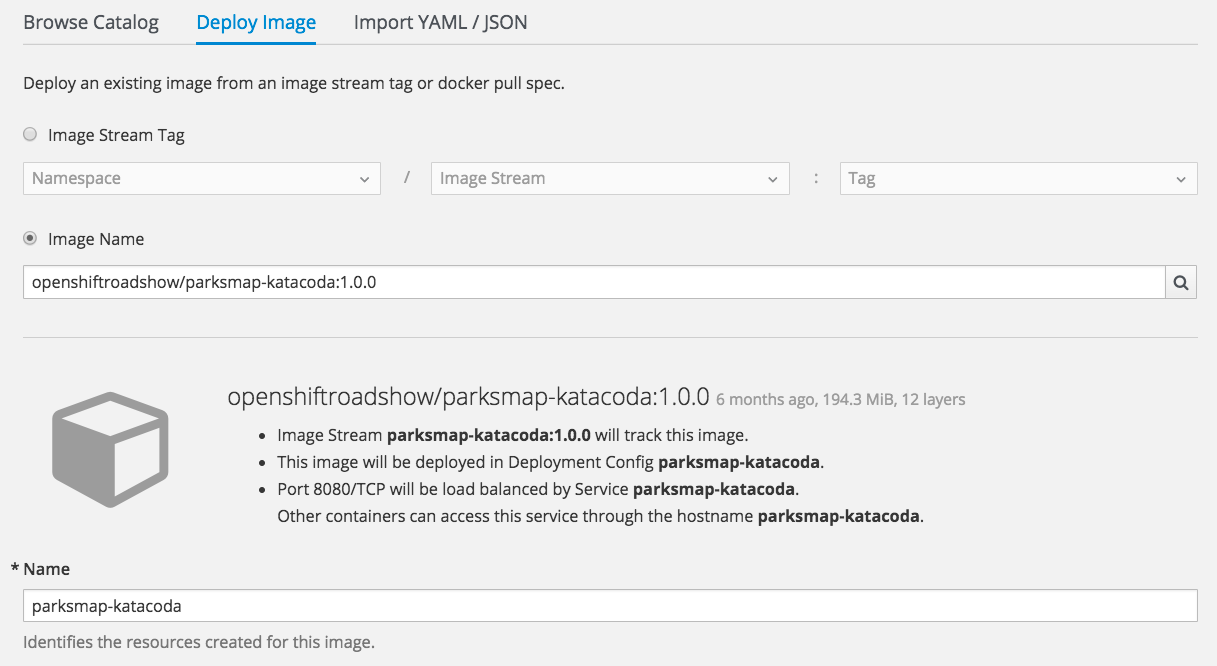 Browse Catalog Deploy Image Import YAML / JSON
Deploy an existing image from an image stream tag or docker pull spec.
Image Stream Tag
Namespace / Image Stream : Tag
Image Name
openshiftroadshow/parksmap-katacoda:1.0.0
openshiftroadshow/parksmap-katacoda:1.0.0 6 months ago, 194.3 MiB, 12 layers
• Image Stream parksmap-katacoda:1.0.0 will track this image.
• This image will be deployed in Deployment Config parksmap-katacoda.
• Port 8080/TCP will be load balanced by Service parksmap-katacoda.
Other containers can access this service through the hostname parksmap-katacoda.
* Name
parksmap-katacoda
Identifies the resources created for this image.